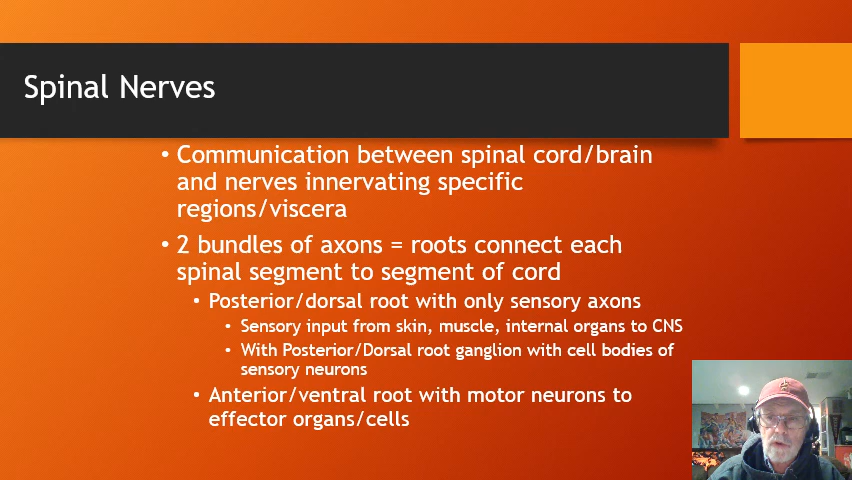 Spinal Nerves
• Communication between spinal cord/brain
and nerves innervating specific
regions/viscera
• 2 bundles of axons = roots connect each
spinal segment to segment of cord
• Posterior/dorsal root with only sensory axons
• Sensory input from skin, muscle, internal organs to CNS
• With Posterior/Dorsal root ganglion with cell bodies of
sensory neurons
• Anterior/ventral root with motor neurons to
effector organs/cells